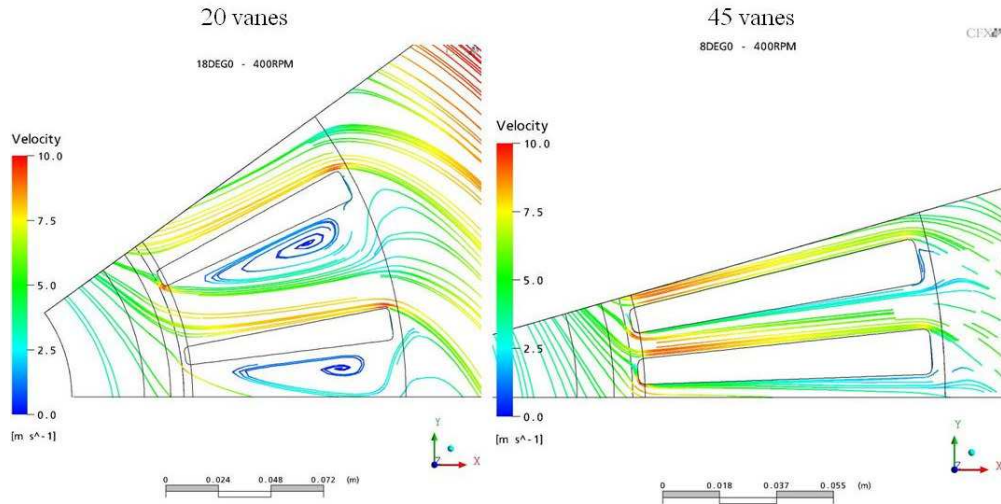 20 vanes
18DEG0 - 400RPM
Velocity
10.0
7.5
5.0
2.5
0.0
[m s^-1]
Y
Z
X
0 0.024 0.048 0.072 (m)
45 vanes
8DEG0 - 400RPM
CFX
Velocity
10.0
7.5
5.0
2.5
0.0
[m s^-1]
Y
Z
X
0 0.018 0.037 0.055 (m)